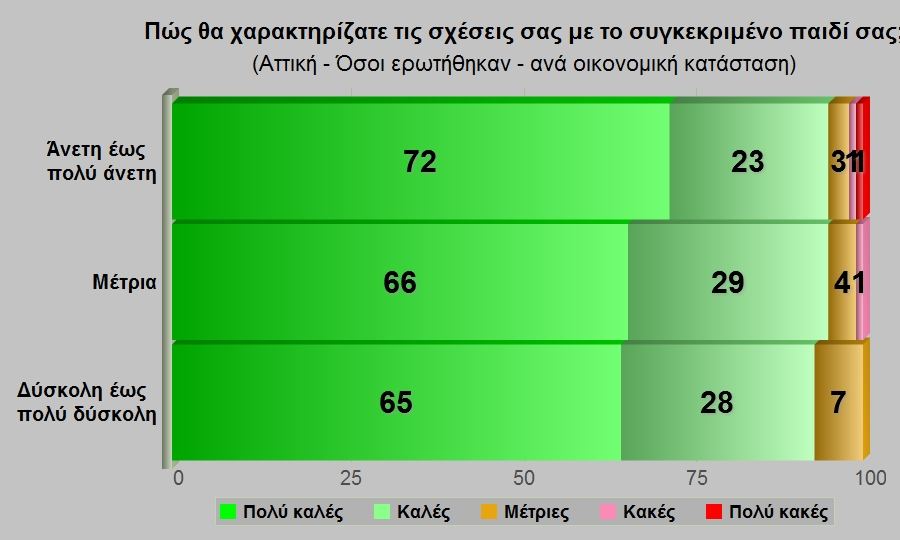 Πώς θα χαρακτηρίζατε τις σχέσεις σας με το συγκεκριμένο παιδί σας;
(Αττική - Όσοι ερωτήθηκαν - ανά οικονομική κατάσταση)
Άνετη έως
πολύ άνετη
72 23 3 1 1
Μέτρια 66 29 4 1
Δύσκολη έως
πολύ δύσκολη
65 28 7
0 25 50 75 100
Πολύ καλές Καλές Μέτριες Κακές Πολύ κακές